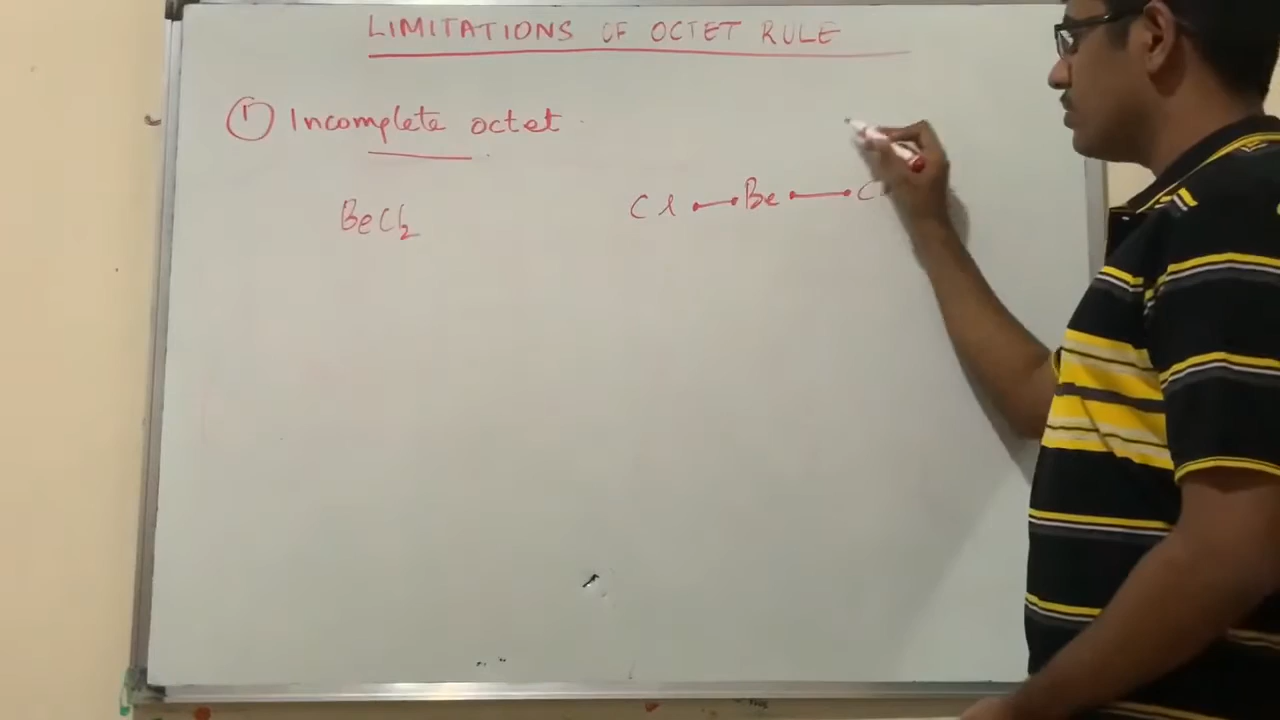 LIMITATIONS OF OCTET RULE
① Incomplete octet
Cl — Be — C
BeCl₂